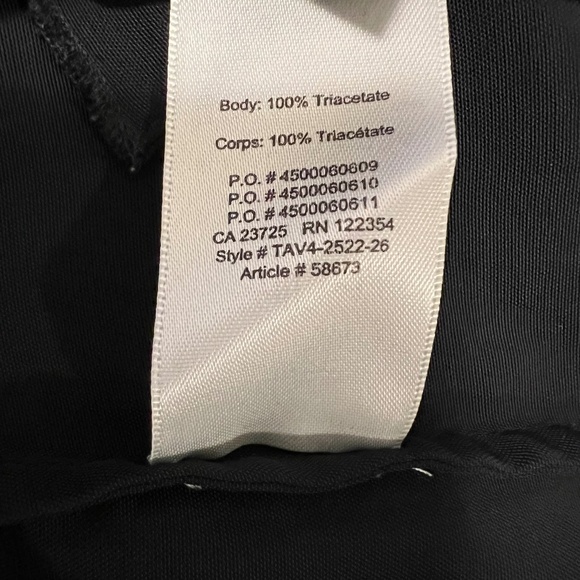 Body: 100% Triacetate
Corps: 100% Triacétate
P.O. # 4500060609
P.O. # 4500060610
P.O. # 4500060611
CA 23725 RN 122354
Style # TAV4-2522-26
Article # 58673